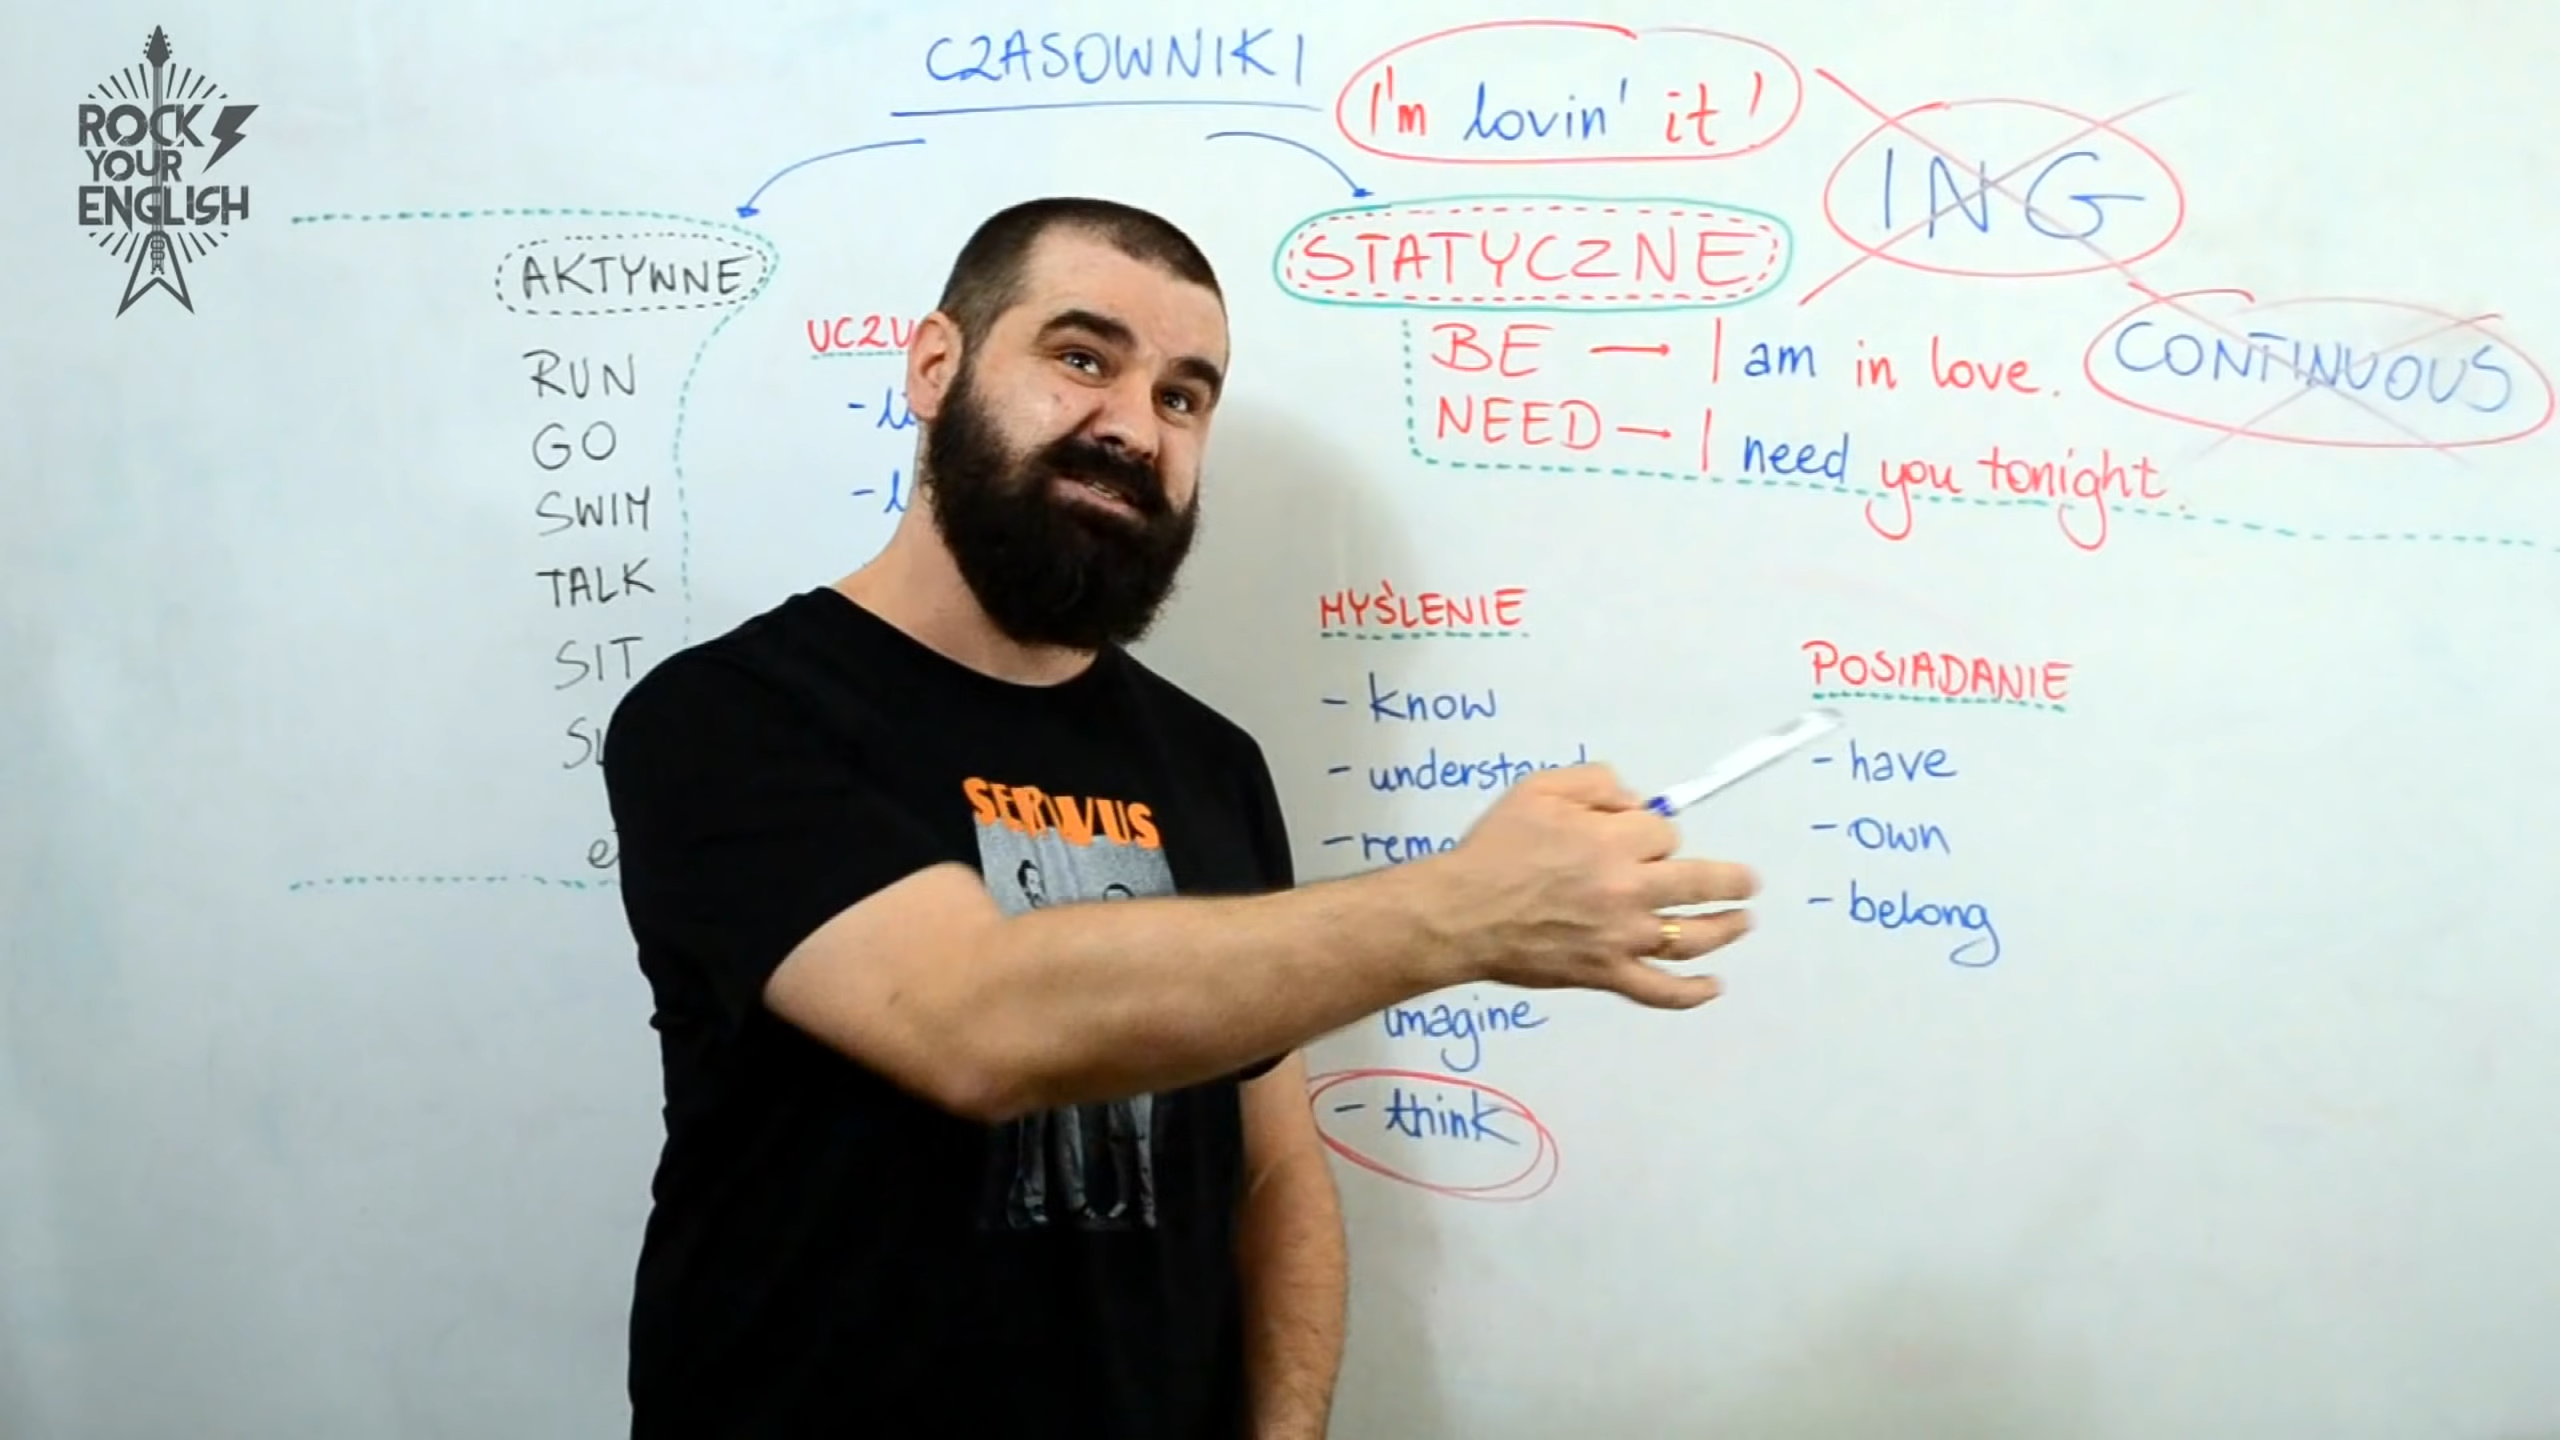 ROCK
YOUR
ENGLISH
CZASOWNIKI
I'm lovin' it!
ING
AKTYWNE
STATYCZNE
BE → I am in love.
CONTINUOUS
NEED → I need you tonight.
RUN
GO
SWIM
TALK
SIT
MYŚLENIE
- know
- understand
imagine
- think
POSIADANIE
- have
- own
- belong
SERVUS